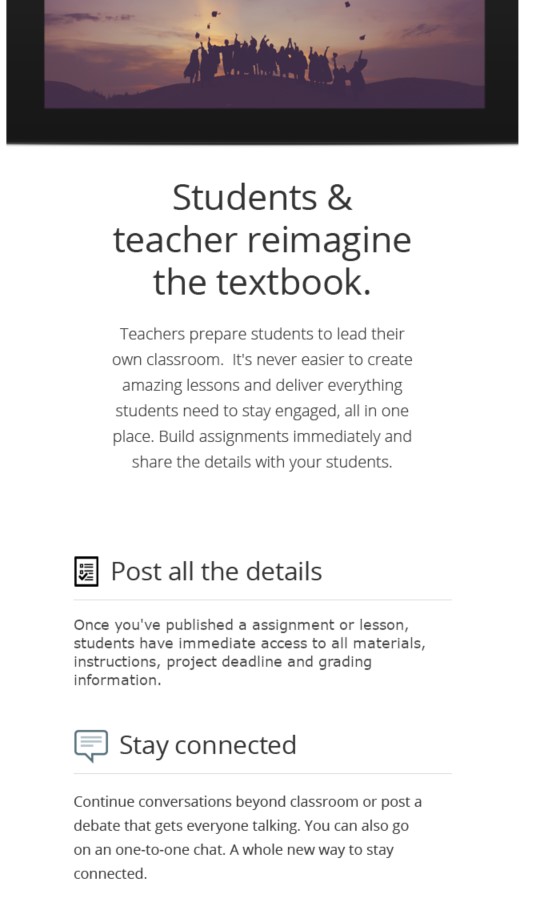 Students &
teacher reimagine
the textbook.
Teachers prepare students to lead their
own classroom.  It's never easier to create
amazing lessons and deliver everything
students need to stay engaged, all in one
place. Build assignments immediately and
share the details with your students.
Post all the details
Once you've published a assignment or lesson,
students have immediate access to all materials,
instructions, project deadline and grading
information.
Stay connected
Continue conversations beyond classroom or post a
debate that gets everyone talking. You can also go
on an one-to-one chat. A whole new way to stay
connected.